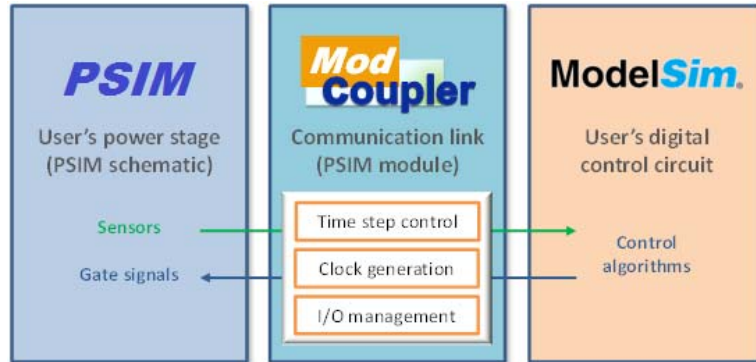 PSIM
User's power stage
(PSIM schematic)
Sensors
Gate signals
Mod
Coupler
Communication link
(PSIM module)
Time step control
Clock generation
I/O management
ModelSim®
User's digital
control circuit
Control
algorithms